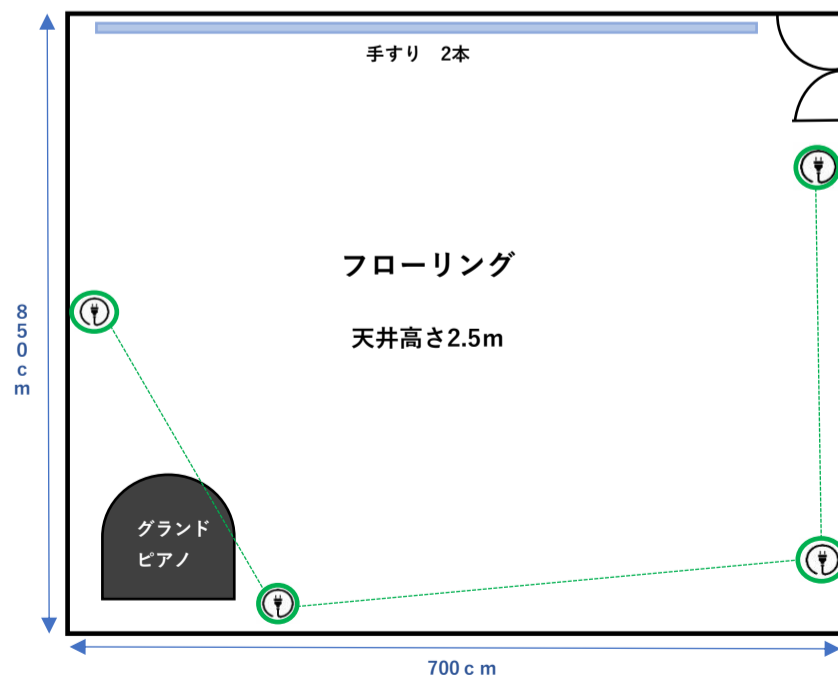 手すり　2本
フローリング
天井高さ2.5m
850cm
グランド
ピアノ
700ｃｍ